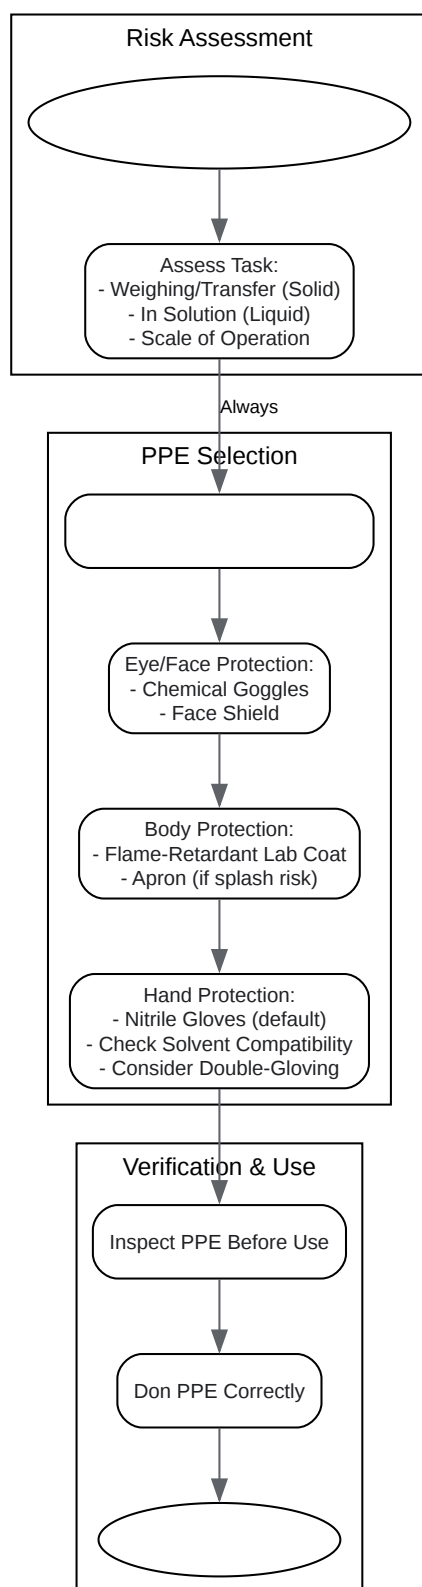 Risk Assessment
Assess Task:
- Weighing/Transfer (Solid)
- In Solution (Liquid)
- Scale of Operation
Always
PPE Selection
Eye/Face Protection:
- Chemical Goggles
- Face Shield
Body Protection:
- Flame-Retardant Lab Coat
- Apron (if splash risk)
Hand Protection:
- Nitrile Gloves (default)
- Check Solvent Compatibility
- Consider Double-Gloving
Verification & Use
Inspect PPE Before Use
Don PPE Correctly